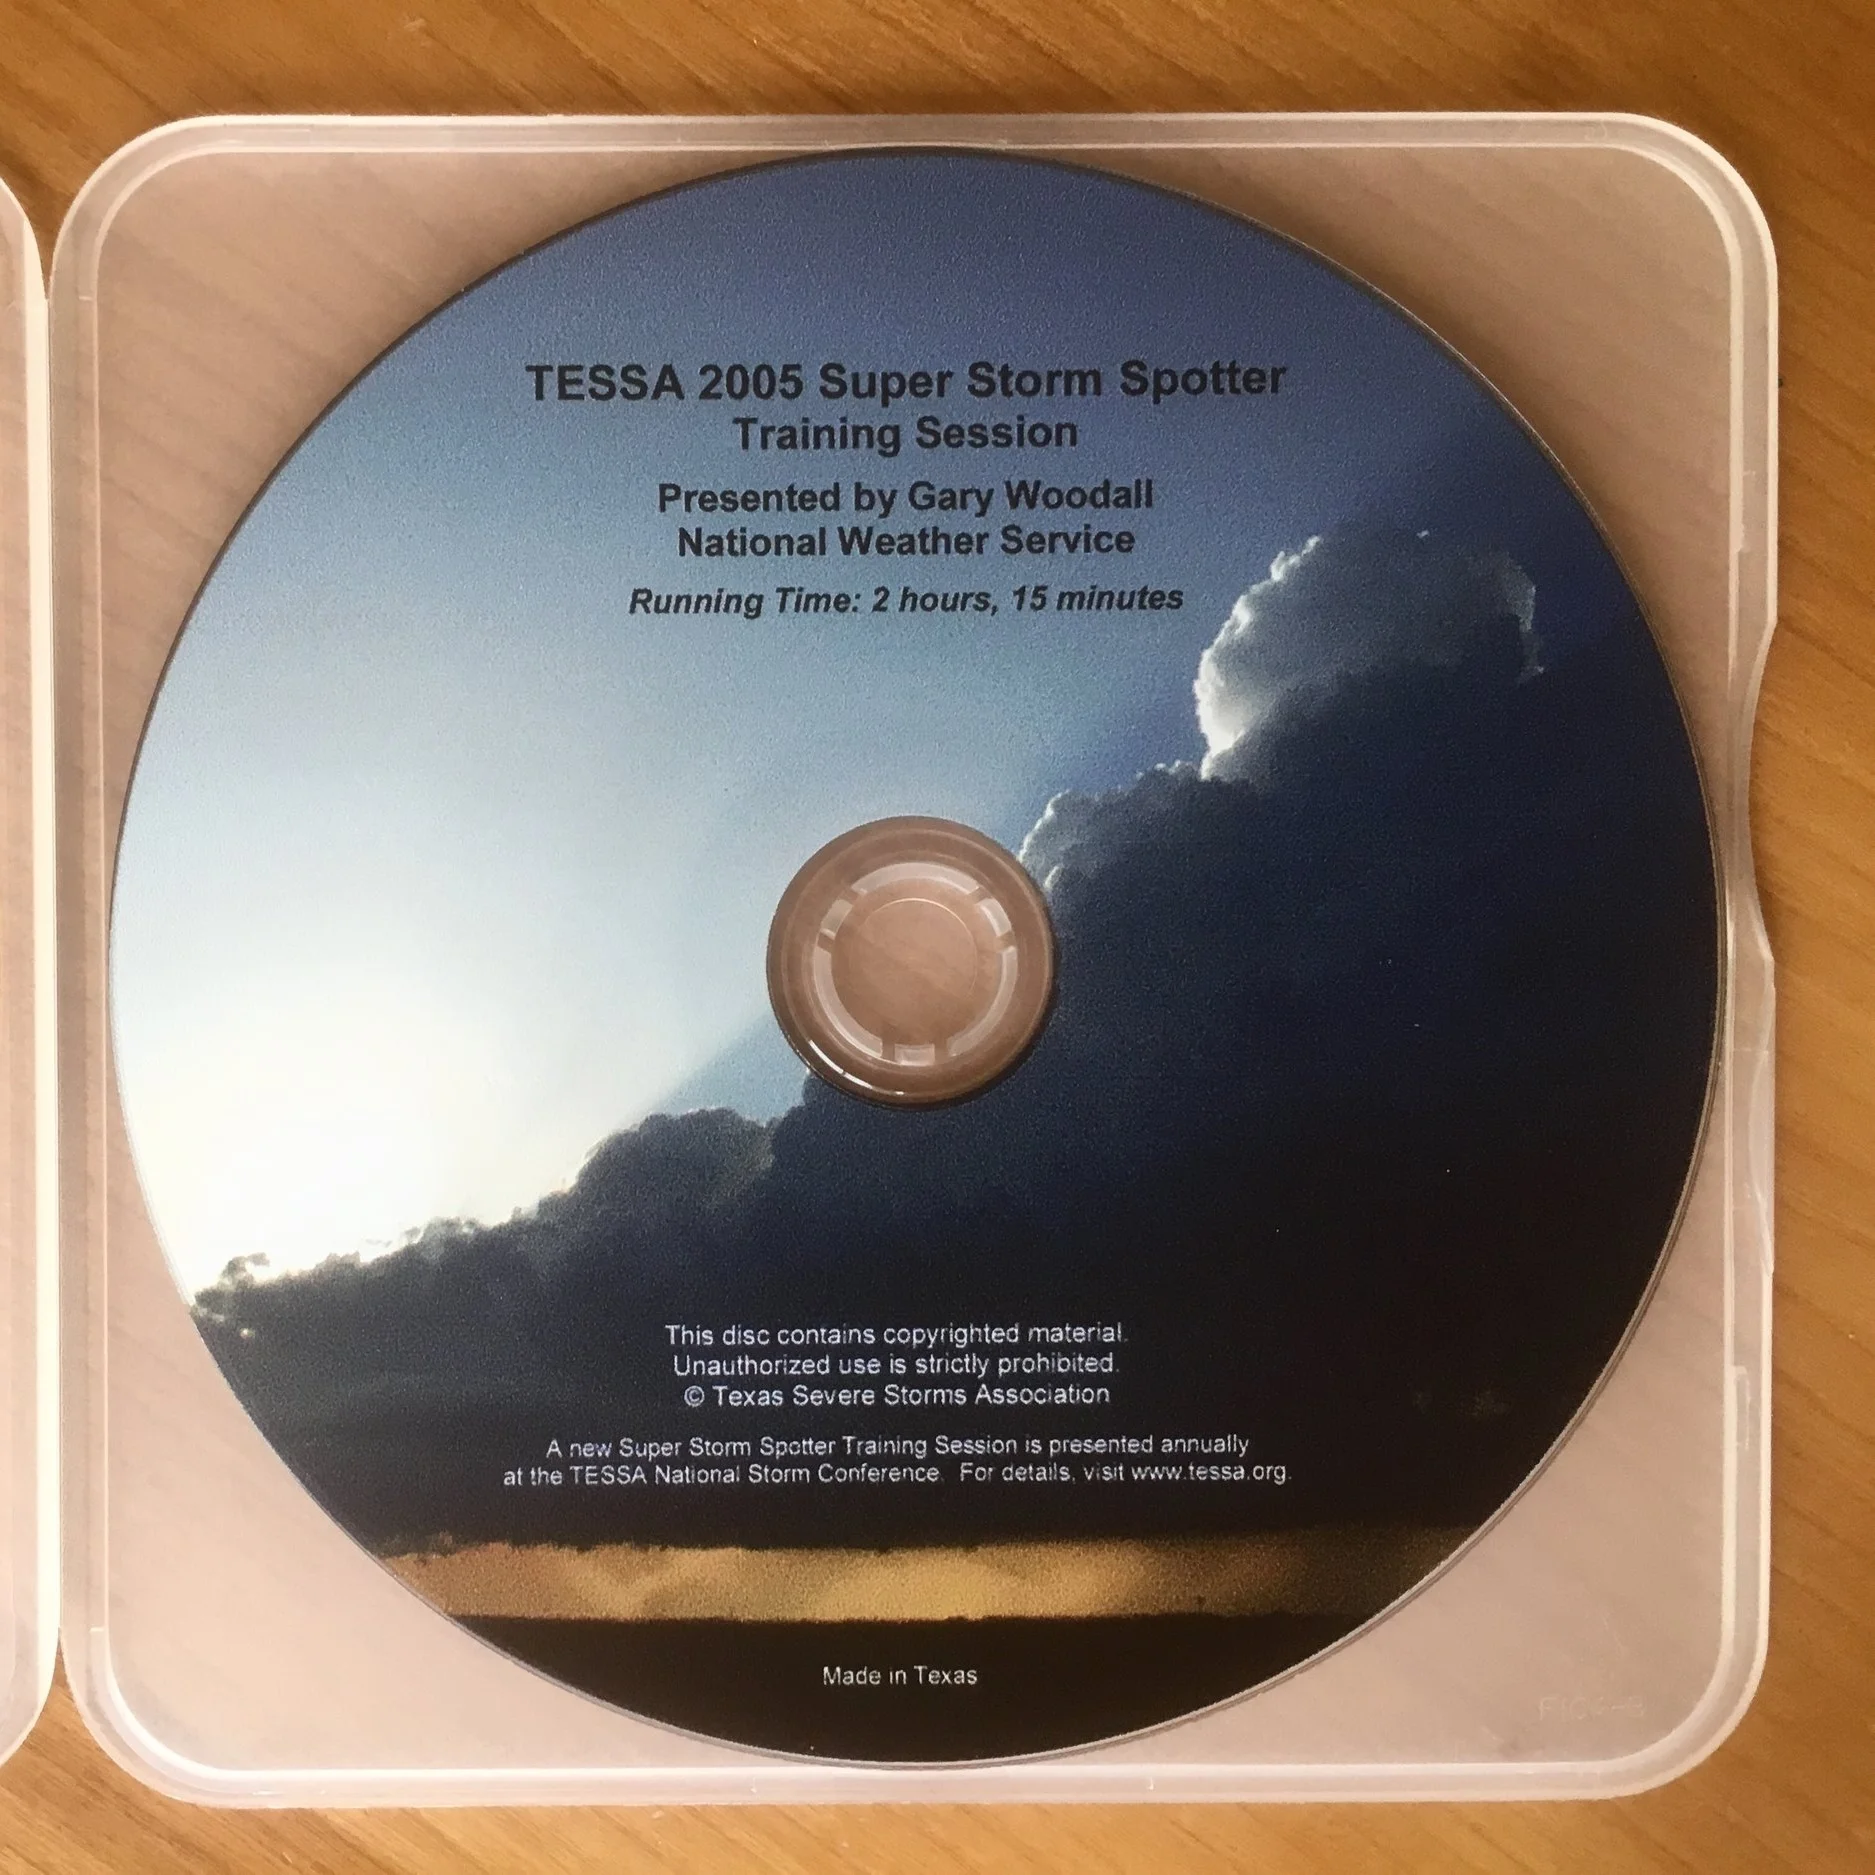 TESSA 2005 Super Storm Spotter
Training Session
Presented by Gary Woodall
National Weather Service
Running Time: 2 hours, 15 minutes
This disc contains copyrighted material.
Unauthorized use is strictly prohibited.
© Texas Severe Storms Association
A new Super Storm Spotter Training Session is presented annually
at the TESSA National Storm Conference. For details, visit www.tessa.org.
Made in Texas